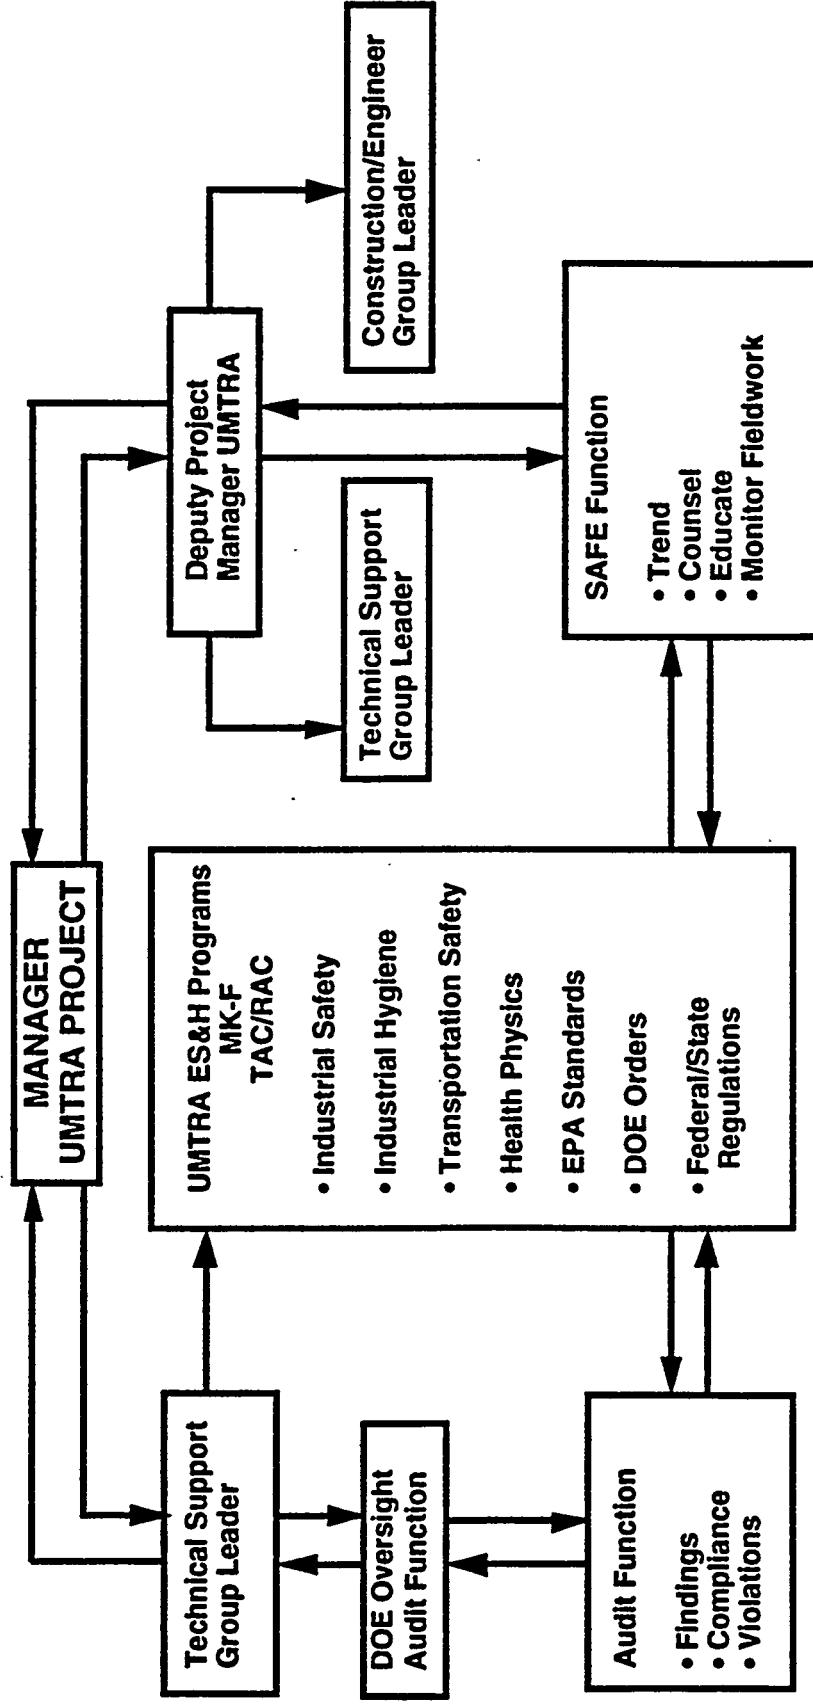 MANAGER
UMTRA PROJECT
Technical Support
Group Leader
UMTRA ES&H Programs
MK-F
TAC/RAC
• Industrial Safety
• Industrial Hygiene
• Transportation Safety
• Health Physics
• EPA Standards
• DOE Orders
• Federal/State
Regulations
Deputy Project
Manager UMTRA
DOE Oversight
Audit Function
Technical Support
Group Leader
Construction/Engineer
Group Leader
Audit Function
• Findings
• Compliance
• Violations
SAFE Function
• Trend
• Counsel
• Educate
• Monitor Fieldwork